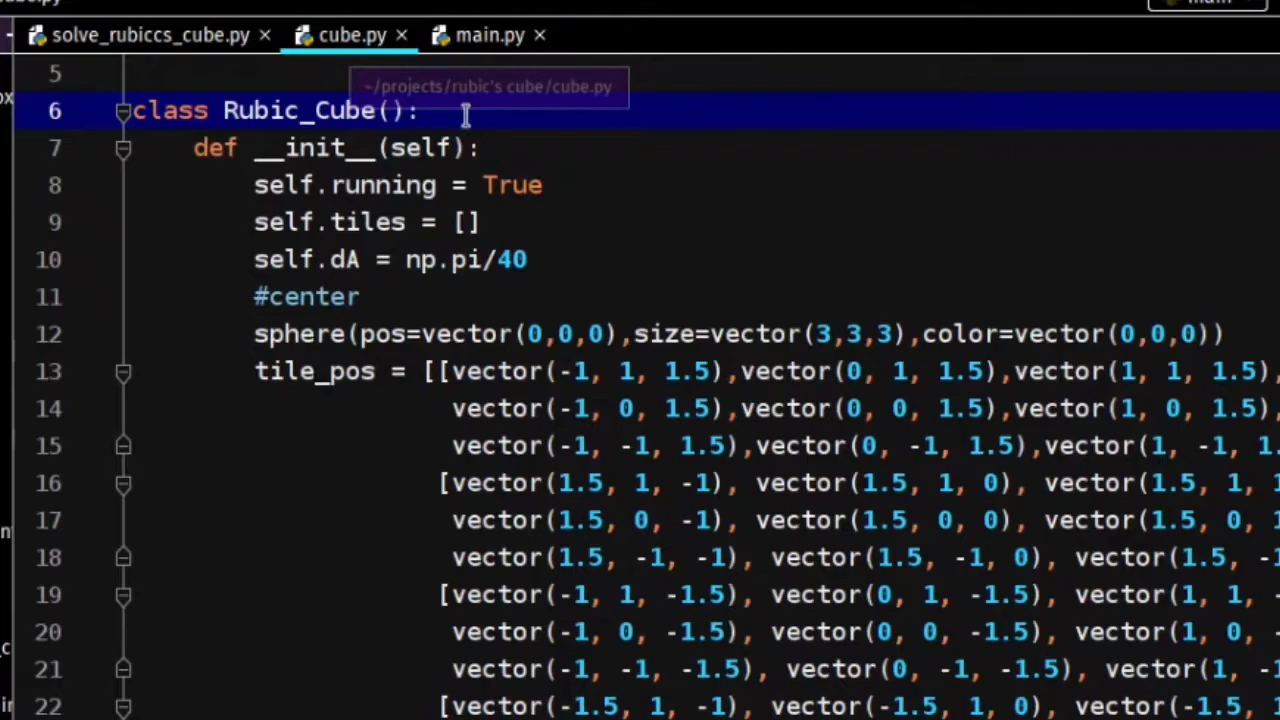 solve_rubiccs_cube.py × cube.py × main.py ×
~/projects/rubic's cube/cube.py
5
6 class Rubic_Cube():
7 def __init__(self):
8 self.running = True
9 self.tiles = []
10 self.dA = np.pi/40
11 #center
12 sphere(pos=vector(0,0,0),size=vector(3,3,3),color=vector(0,0,0))
13 tile_pos = [[vector(-1, 1, 1.5),vector(0, 1, 1.5),vector(1, 1, 1.5),
14 vector(-1, 0, 1.5),vector(0, 0, 1.5),vector(1, 0, 1.5),
15 vector(-1, -1, 1.5),vector(0, -1, 1.5),vector(1, -1, 1.
16 [vector(1.5, 1, -1), vector(1.5, 1, 0), vector(1.5, 1,
17 vector(1.5, 0, -1), vector(1.5, 0, 0), vector(1.5, 0,
18 vector(1.5, -1, -1), vector(1.5, -1, 0), vector(1.5, -
19 [vector(-1, 1, -1.5), vector(0, 1, -1.5), vector(1, 1,
20 vector(-1, 0, -1.5), vector(0, 0, -1.5), vector(1, 0,
21 vector(-1, -1, -1.5), vector(0, -1, -1.5), vector(1, -
22 [vector(-1.5, 1, -1), vector(-1.5, 1, 0), vector(-1.5,